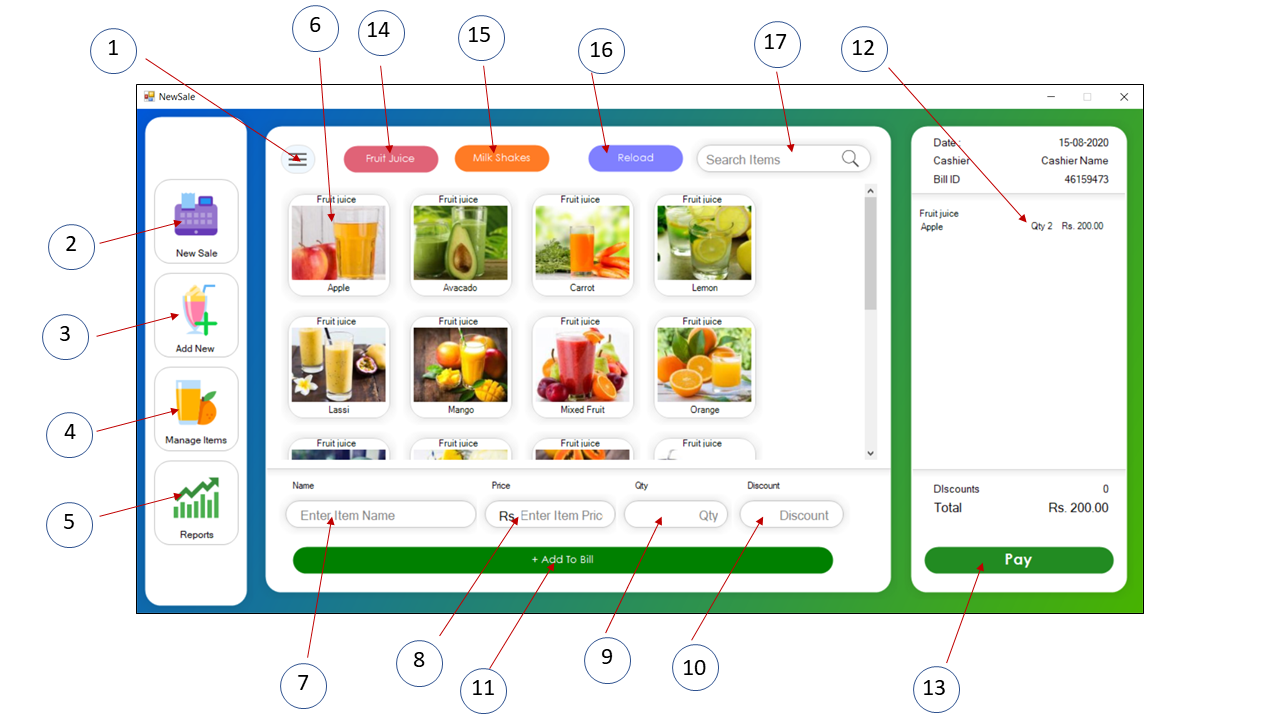 6
14
15
16
17
12
1
NewSale
Fruit Juice
Milk Shakes
Reload
Search Items
Date :
15-08-2020
Cashier
Cashier Name
Bill ID
46159473
2
New Sale
3
Add New
4
Manage Items
5
Reports
Fruit juice
Fruit juice
Fruit juice
Fruit juice
Apple
Avacado
Carrot
Lemon
Fruit juice
Fruit juice
Fruit juice
Fruit juice
Lassi
Mango
Mixed Fruit
Orange
Fruit juice
Fruit juice
Fruit juice
Fruit juice
Name
Price
Qty
Discount
Enter Item Name
Rs. Enter Item Pric
Qty
Discount
+ Add To Bill
Fruit juice
Apple
Qty 2
Rs. 200.00
DIscounts
0
Total
Rs. 200.00
Pay
7
8
11
9
10
13